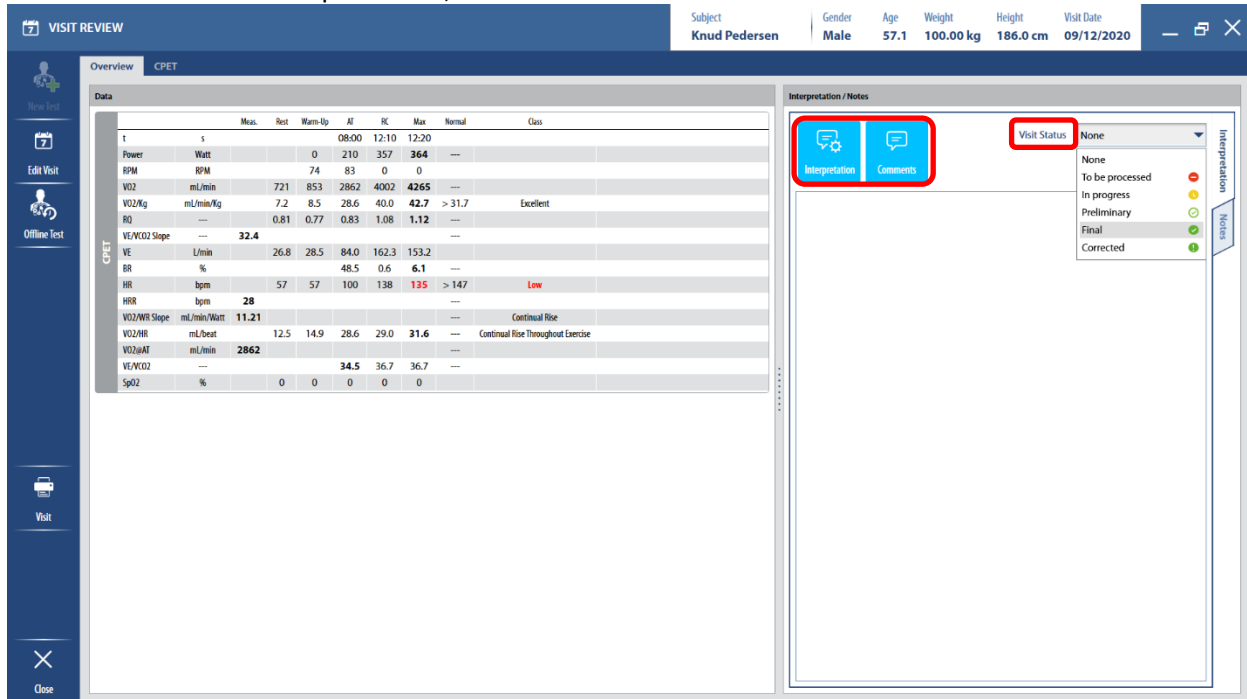 VISIT REVIEW
Subject Gender Age Weight Height Visit Date
Knud Pedersen Male 57.1 100.00 kg 186.0 cm 09/12/2020
New Test
Edit Visit
Offline Test
Visit
Close
Overview CPET
Data
Meas. Rest Warm-Up AT RC Max Normal Class
CPET
t s 08:00 12:10 12:20
Power Watt 0 210 357 364 ---
RPM RPM 74 83 0 0
VO2 mL/min 721 853 2862 4002 4265 ---
VO2/Kg mL/min/Kg 7.2 8.5 28.6 40.0 42.7 > 31.7 Excellent
RQ --- 0.81 0.77 0.83 1.08 1.12 ---
VE/VCO2 Slope --- 32.4 ---
VE L/min 26.8 28.5 84.0 162.3 153.2
BR % 48.5 0.6 6.1 ---
HR bpm 57 57 100 138 135 > 147 Low
HRR bpm 28 ---
VO2/WR Slope mL/min/Watt 11.21 --- Continual Rise
VO2/HR mL/beat 12.5 14.9 28.6 29.0 31.6 --- Continual Rise Throughout Exercise
VO2@AT mL/min 2862 ---
VE/VCO2 --- 34.5 36.7 36.7 ---
SpO2 % 0 0 0 0 0
Interpretation / Notes
Interpretation Comments
Visit Status None
None
To be processed
In progress
Preliminary
Final
Corrected
Interpretation
Notes